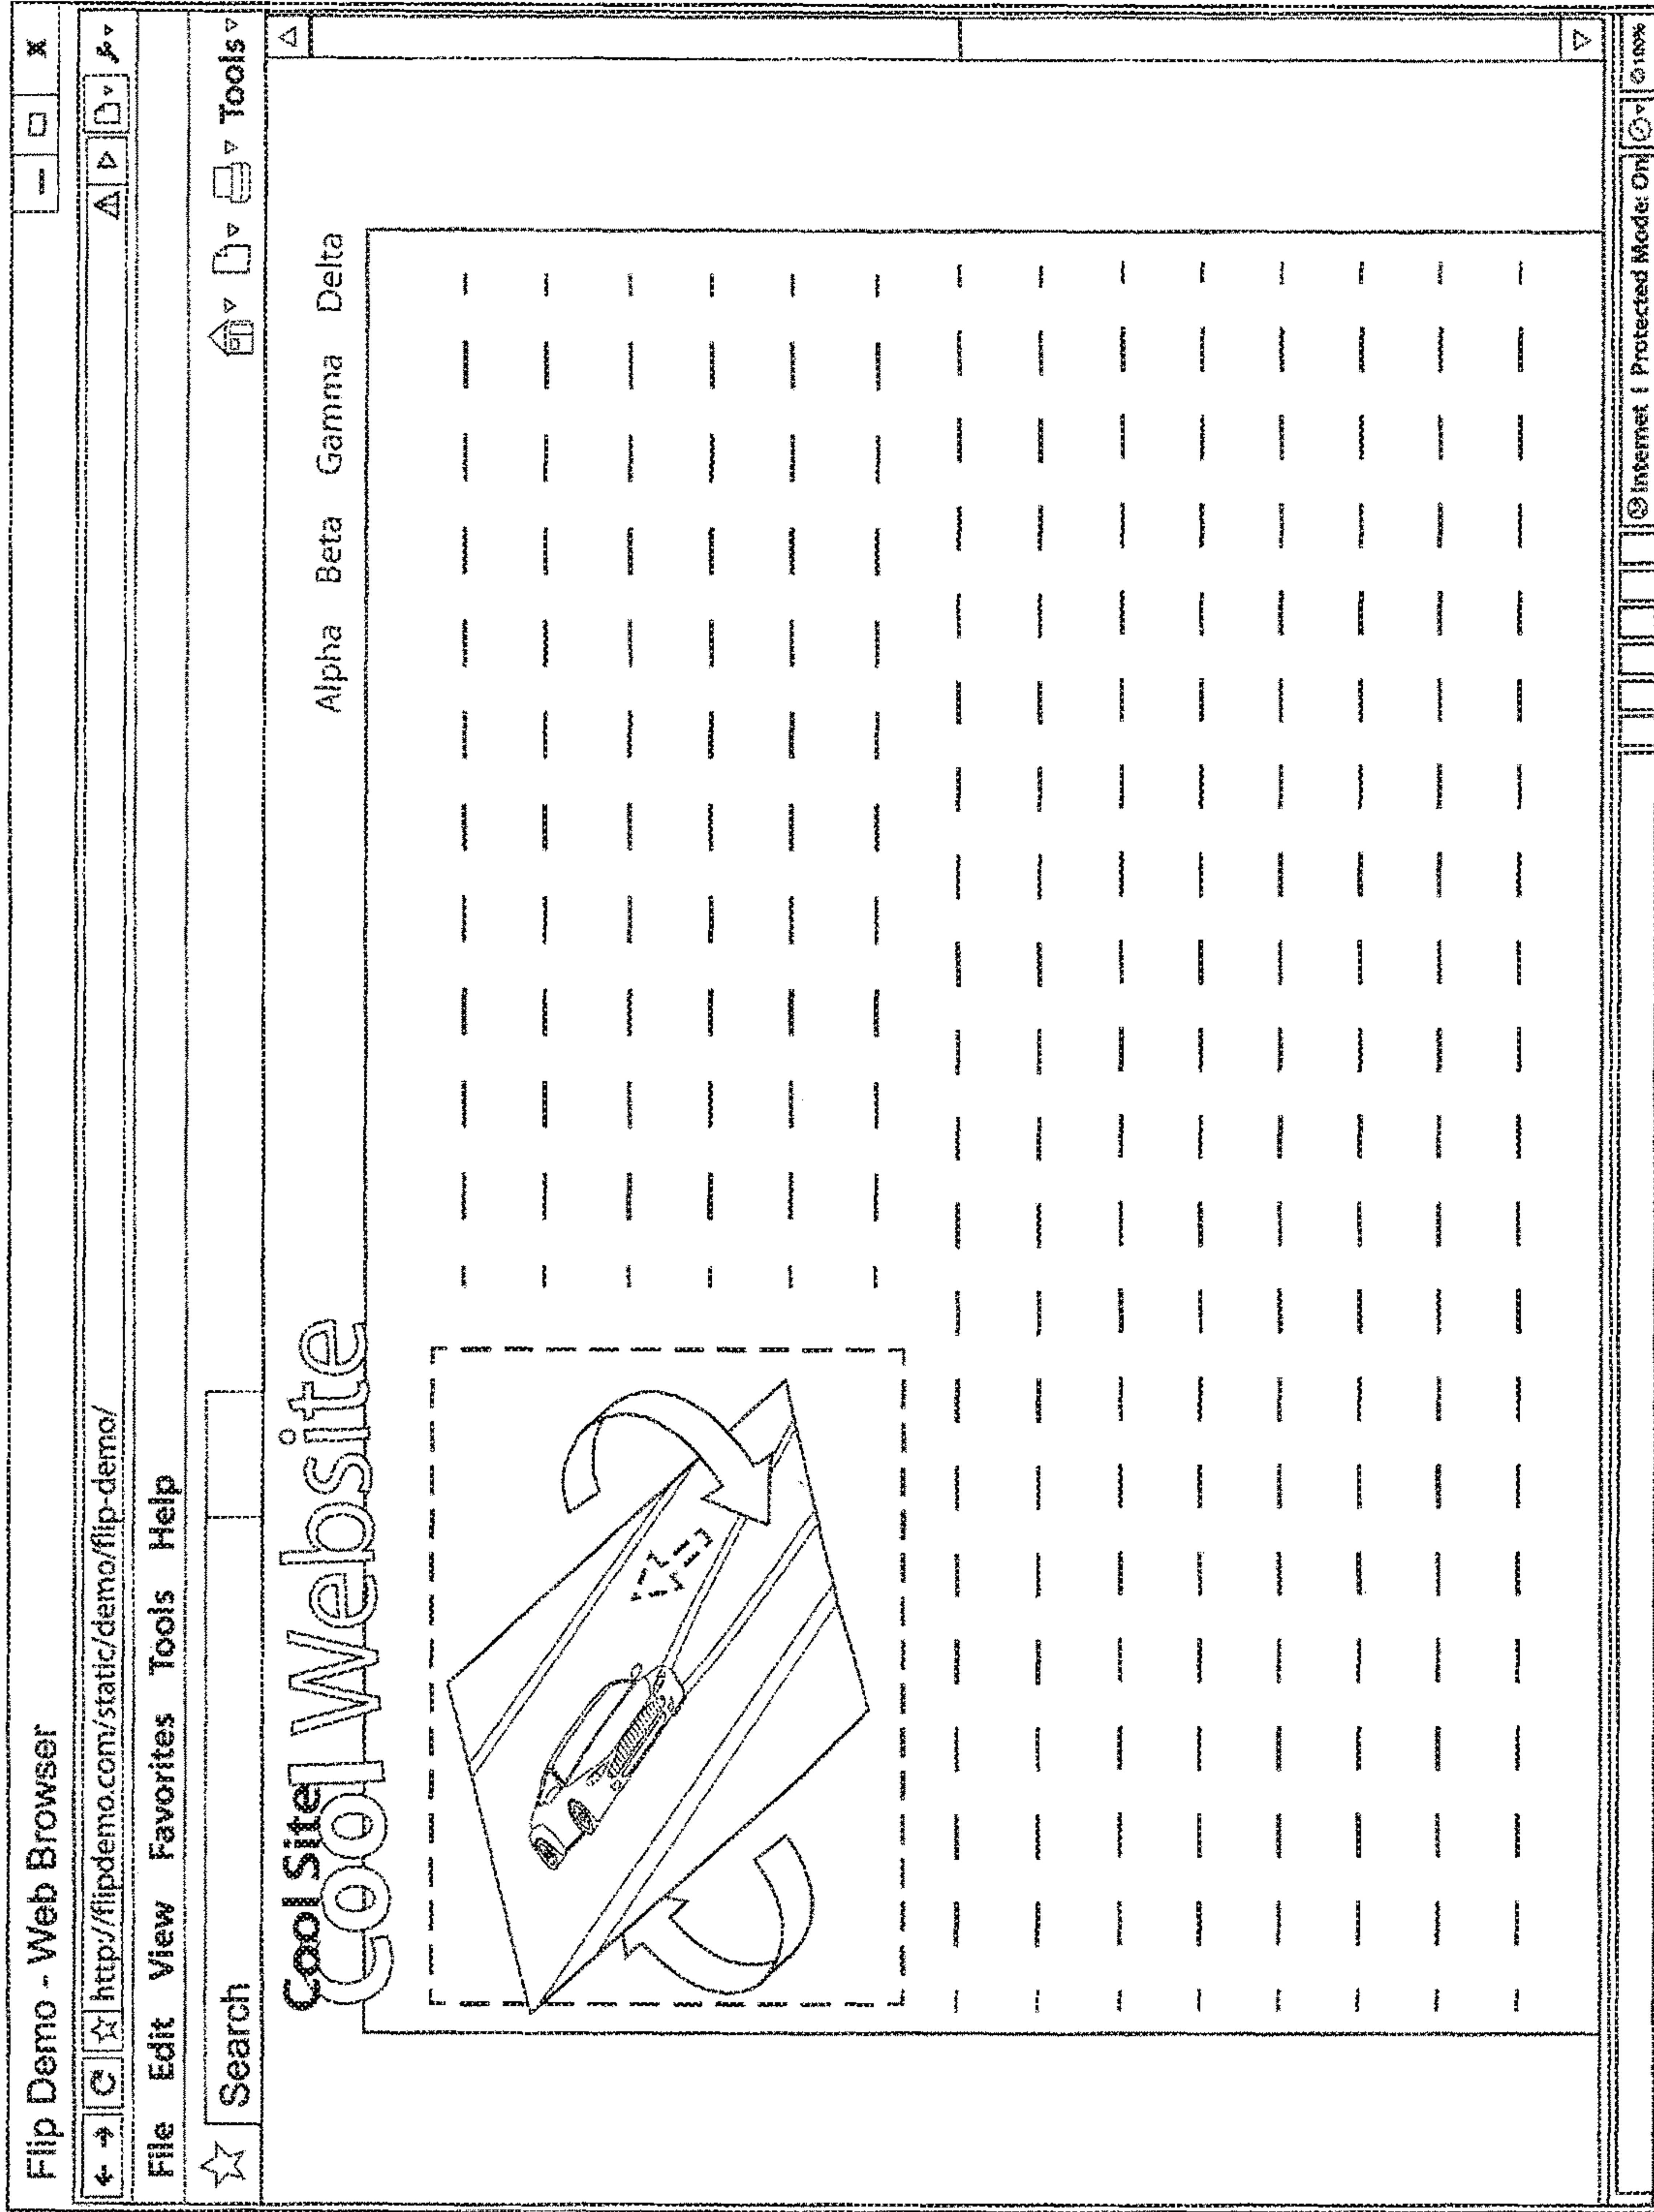 Flip Demo - Web Browser
http://flipdemo.com/static/demo/flip-demo/
File Edit View Favorites Tools Help
Search
Tools
Cool Site
Cool Website
Alpha Beta Gamma Delta
Internet | Protected Mode: On
100%